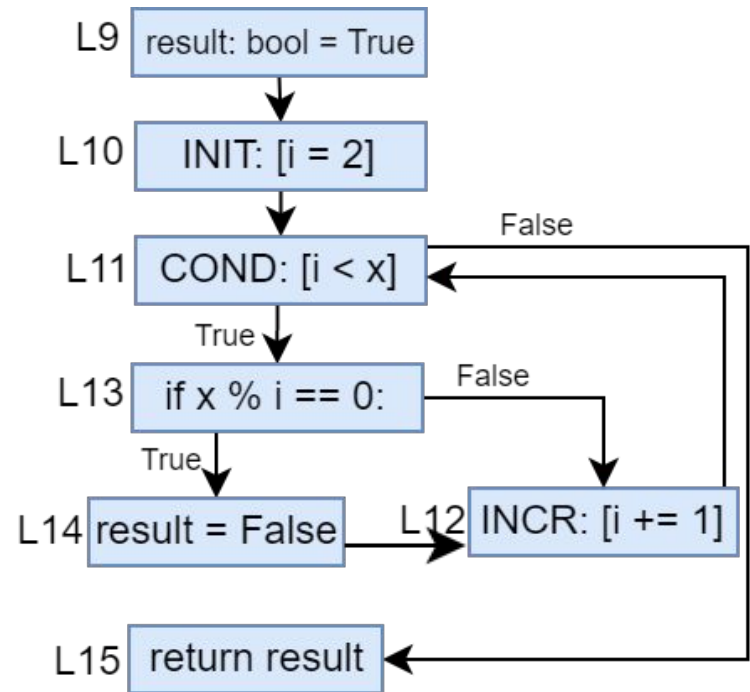 L9 result: bool = True
L10 INIT: [i = 2]
False
L11 COND: [i < x]
True
L13 if x % i == 0:
False
True
L14 result = False
L12 INCR: [i += 1]
L15 return result